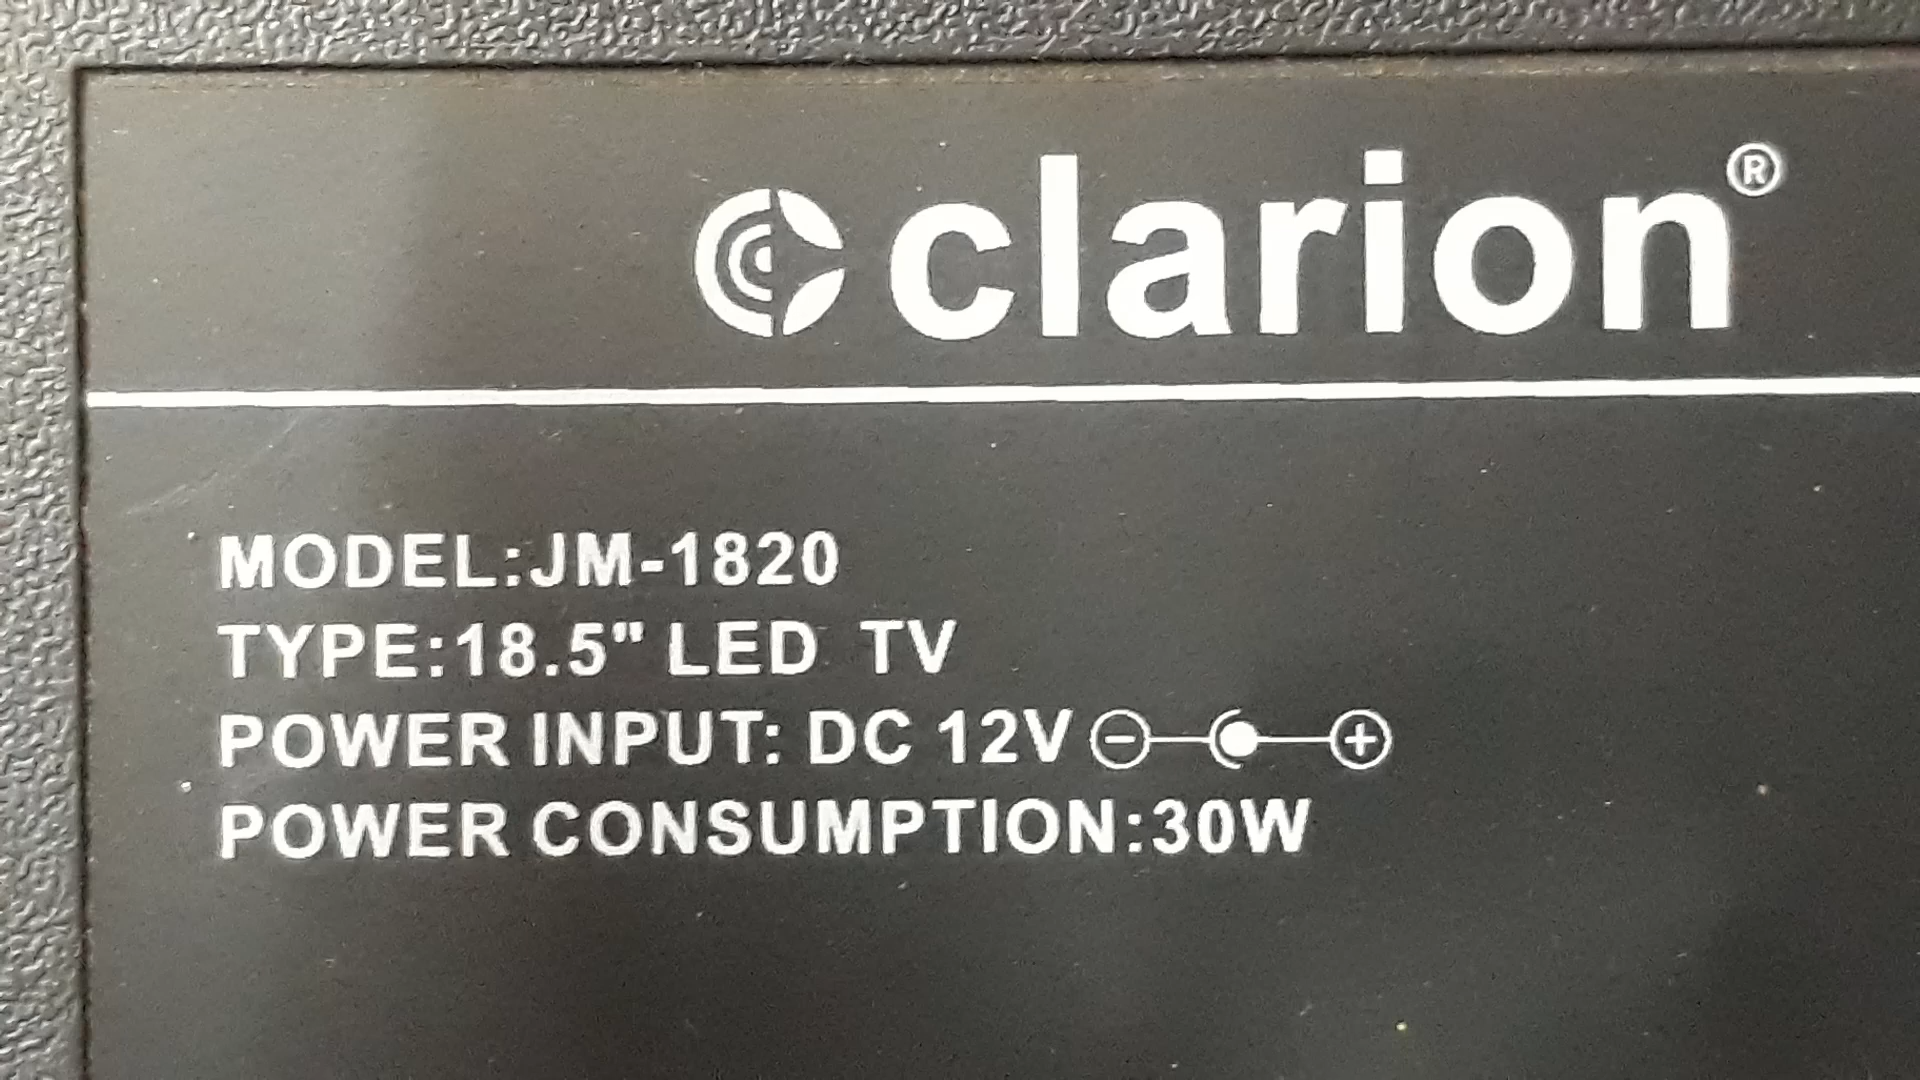 clarion®
MODEL:JM-1820
TYPE:18.5" LED TV
POWER INPUT: DC 12V
POWER CONSUMPTION:30W